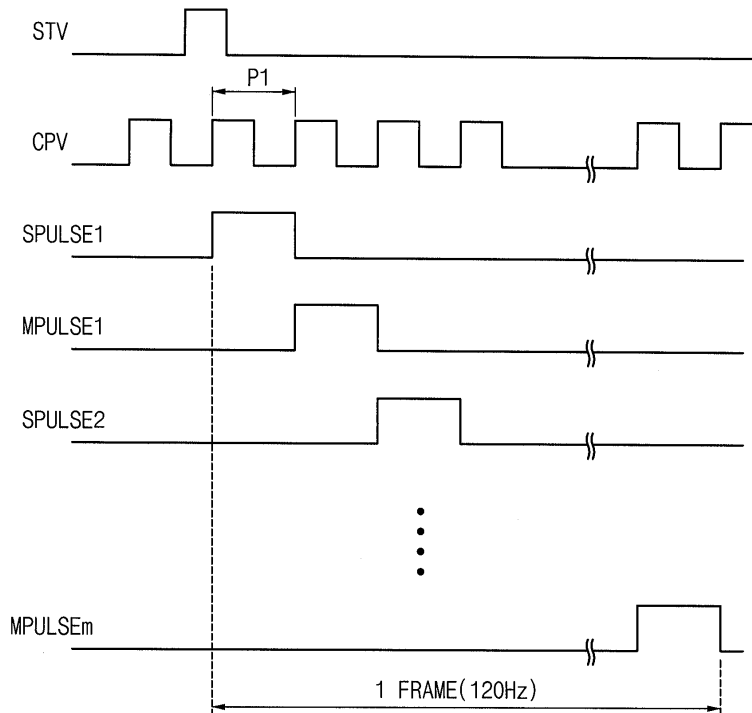 STV
P1
CPV
SPULSE1
MPULSE1
SPULSE2
MPULSEm
1 FRAME(120Hz)